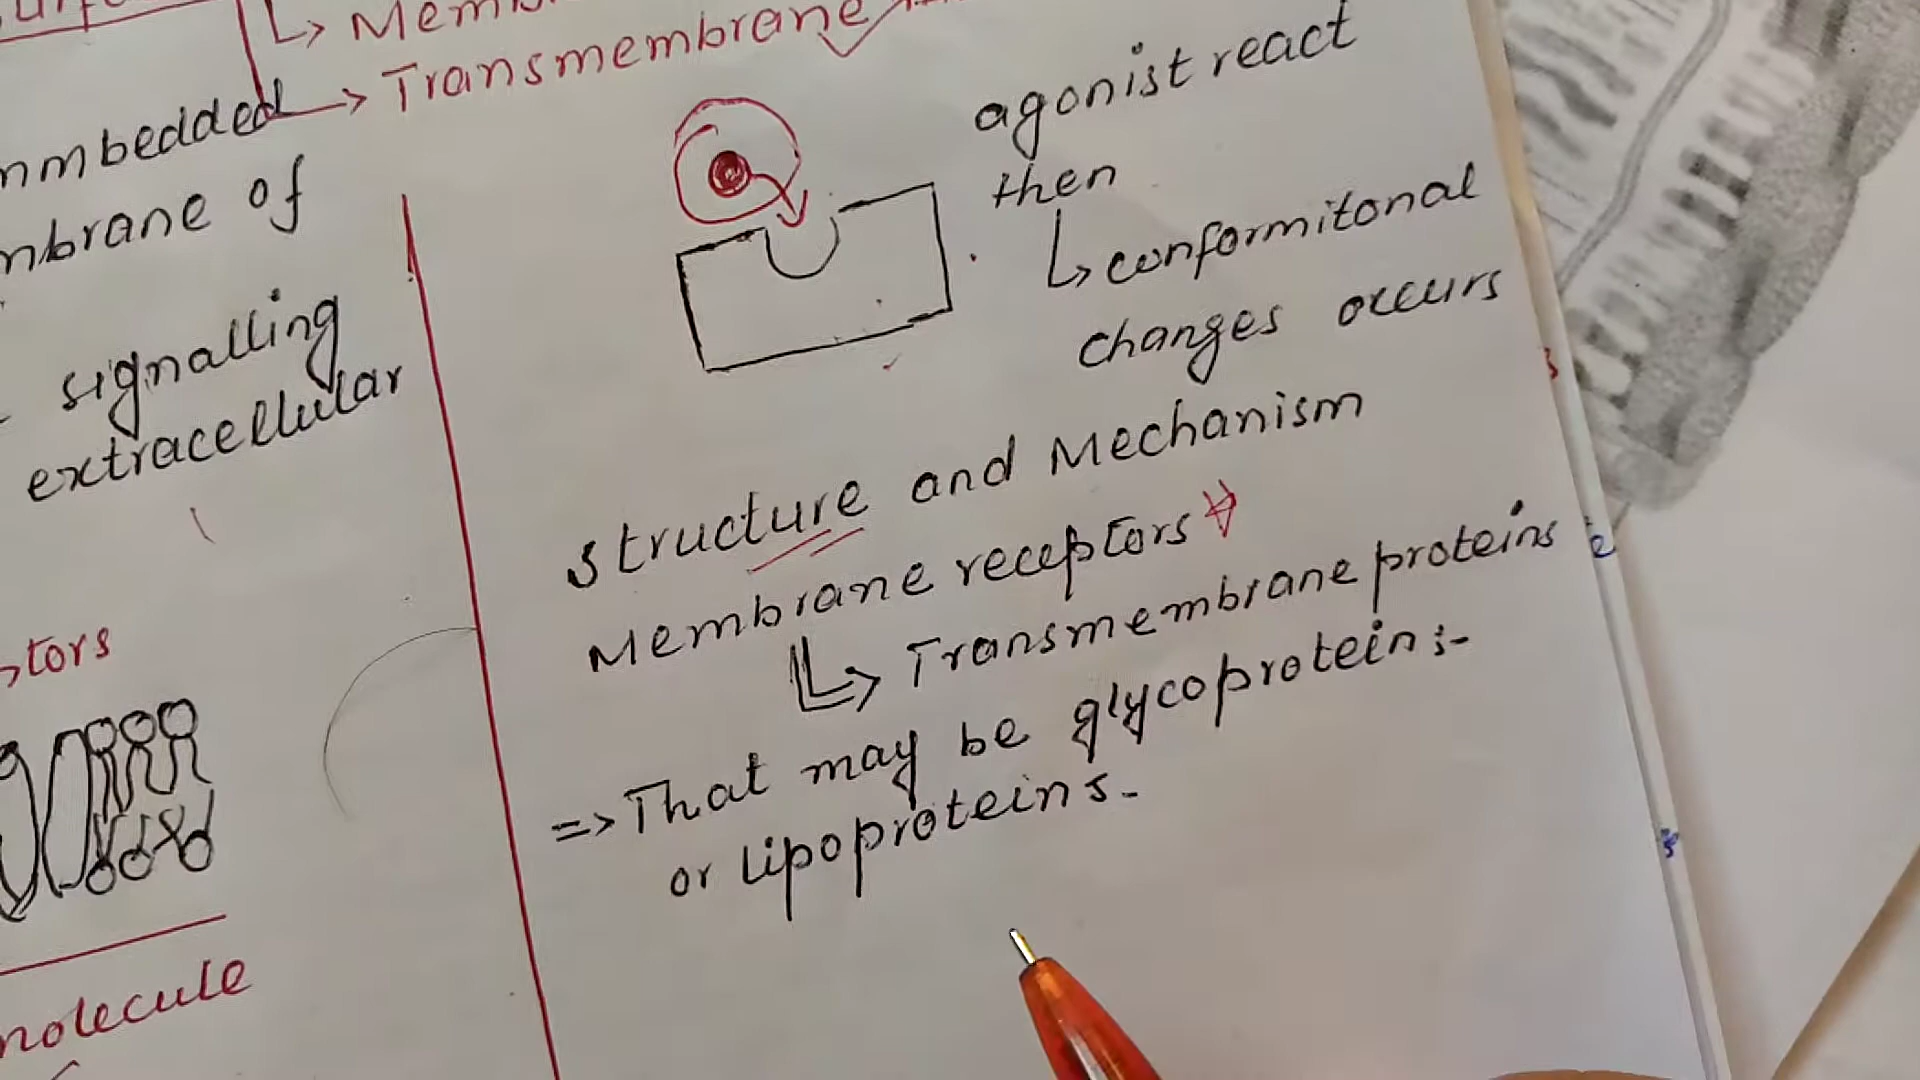 Transmembrane
mmbedded
mbrane of
signalling
extracellular
tors
molecule
agonist react
then
↳ conformitonal
changes occurs
structure and Mechanism
Membrane receptors
↳ Transmembrane proteins
=> That may be glycoprotein :-
or lipoproteins -